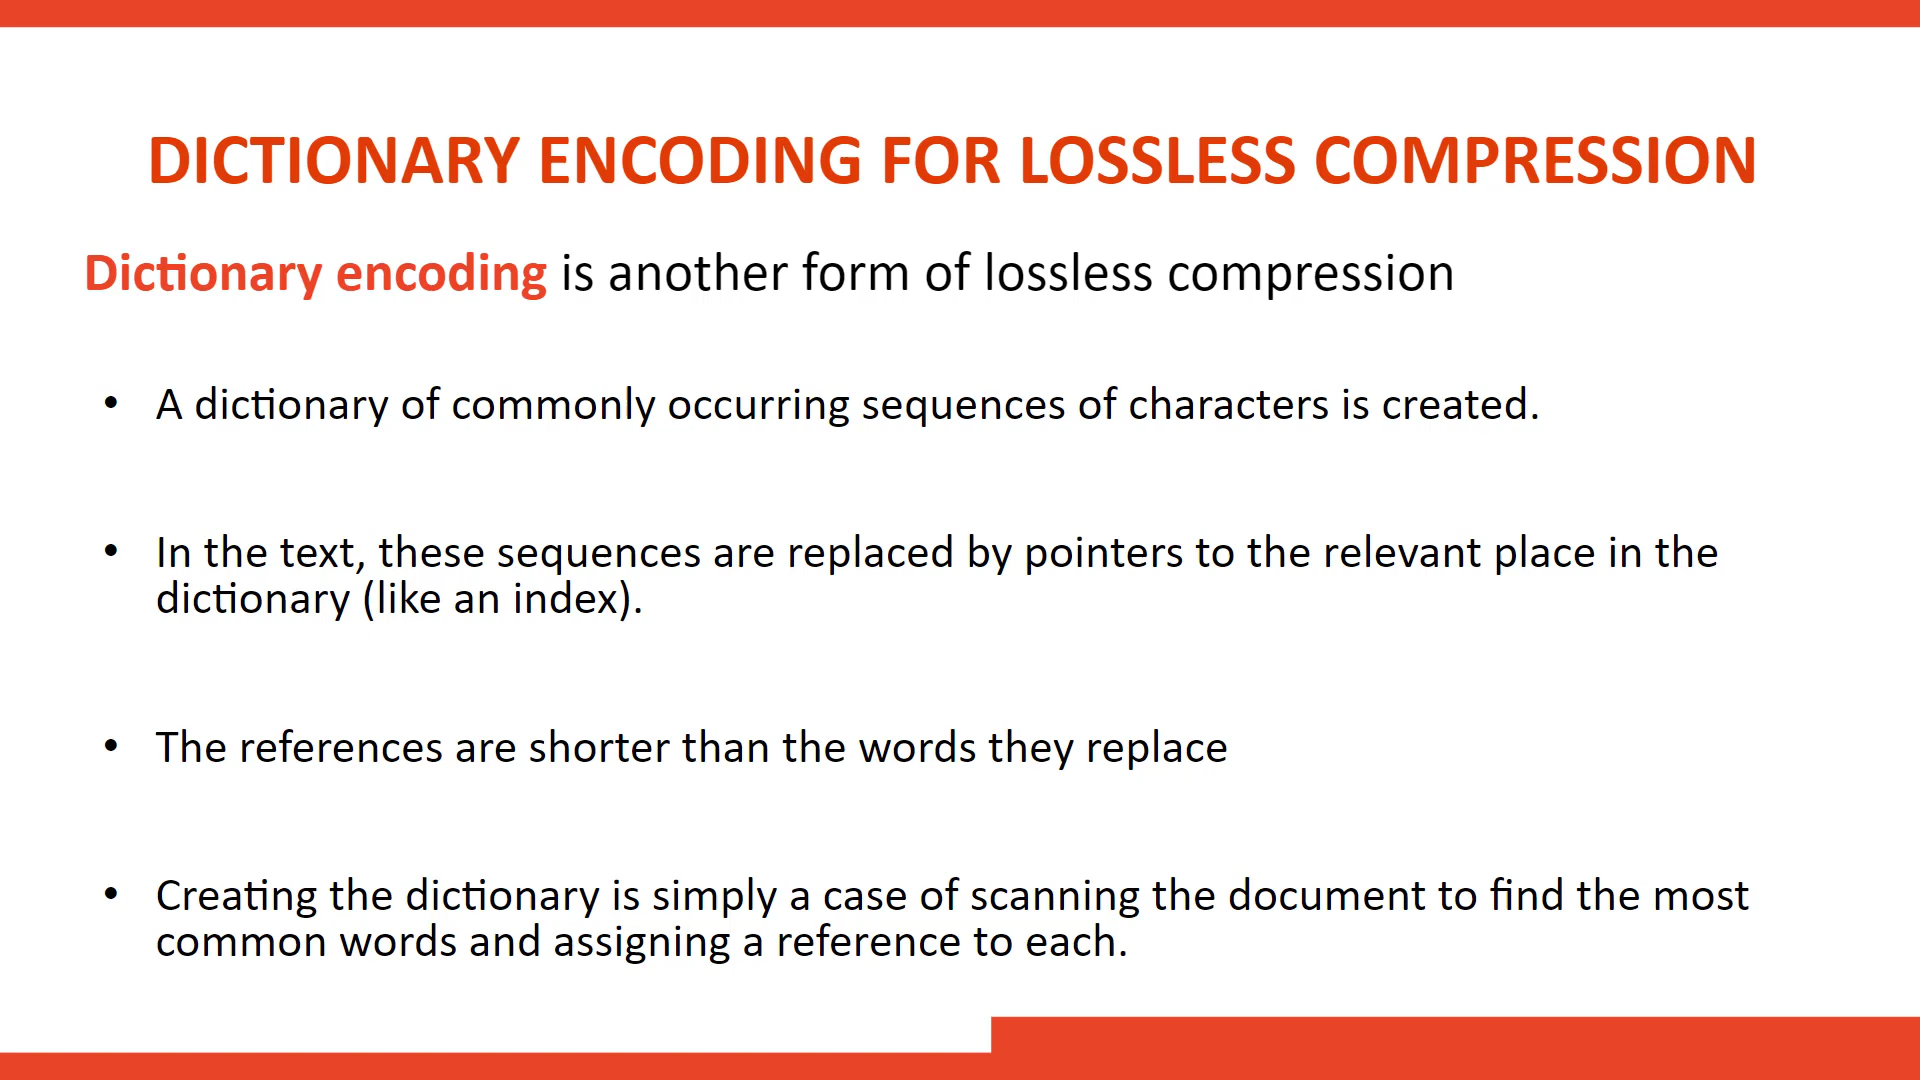 DICTIONARY ENCODING FOR LOSSLESS COMPRESSION
Dictionary encoding is another form of lossless compression
• A dictionary of commonly occurring sequences of characters is created.
• In the text, these sequences are replaced by pointers to the relevant place in the
dictionary (like an index).
• The references are shorter than the words they replace
• Creating the dictionary is simply a case of scanning the document to find the most
common words and assigning a reference to each.